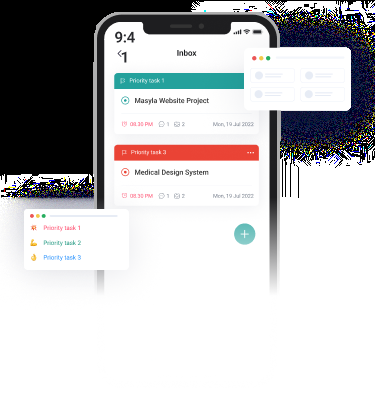 9:4
1
Inbox
Priority task 1
Masyla Website Project
08.30 PM 1 2 Mon, 19 Jul 2022
Priority task 3
Medical Design System
08.30 PM 1 2 Mon, 19 Jul 2022
Priority task 1
Priority task 2
Priority task 3